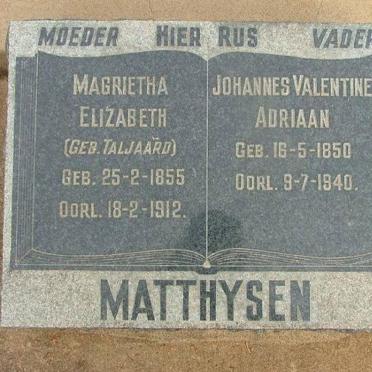 MOEDER HIER RUS VADER
MAGRIETHA
ELIZABETH
(GEB. TALJAARD)
GEB. 25-2-1855
OORL. 18-2-1912.
JOHANNES VALENTINE
ADRIAAN
GEB. 16-5-1850
OORL. 9-7-1940.
MATTHYSEN